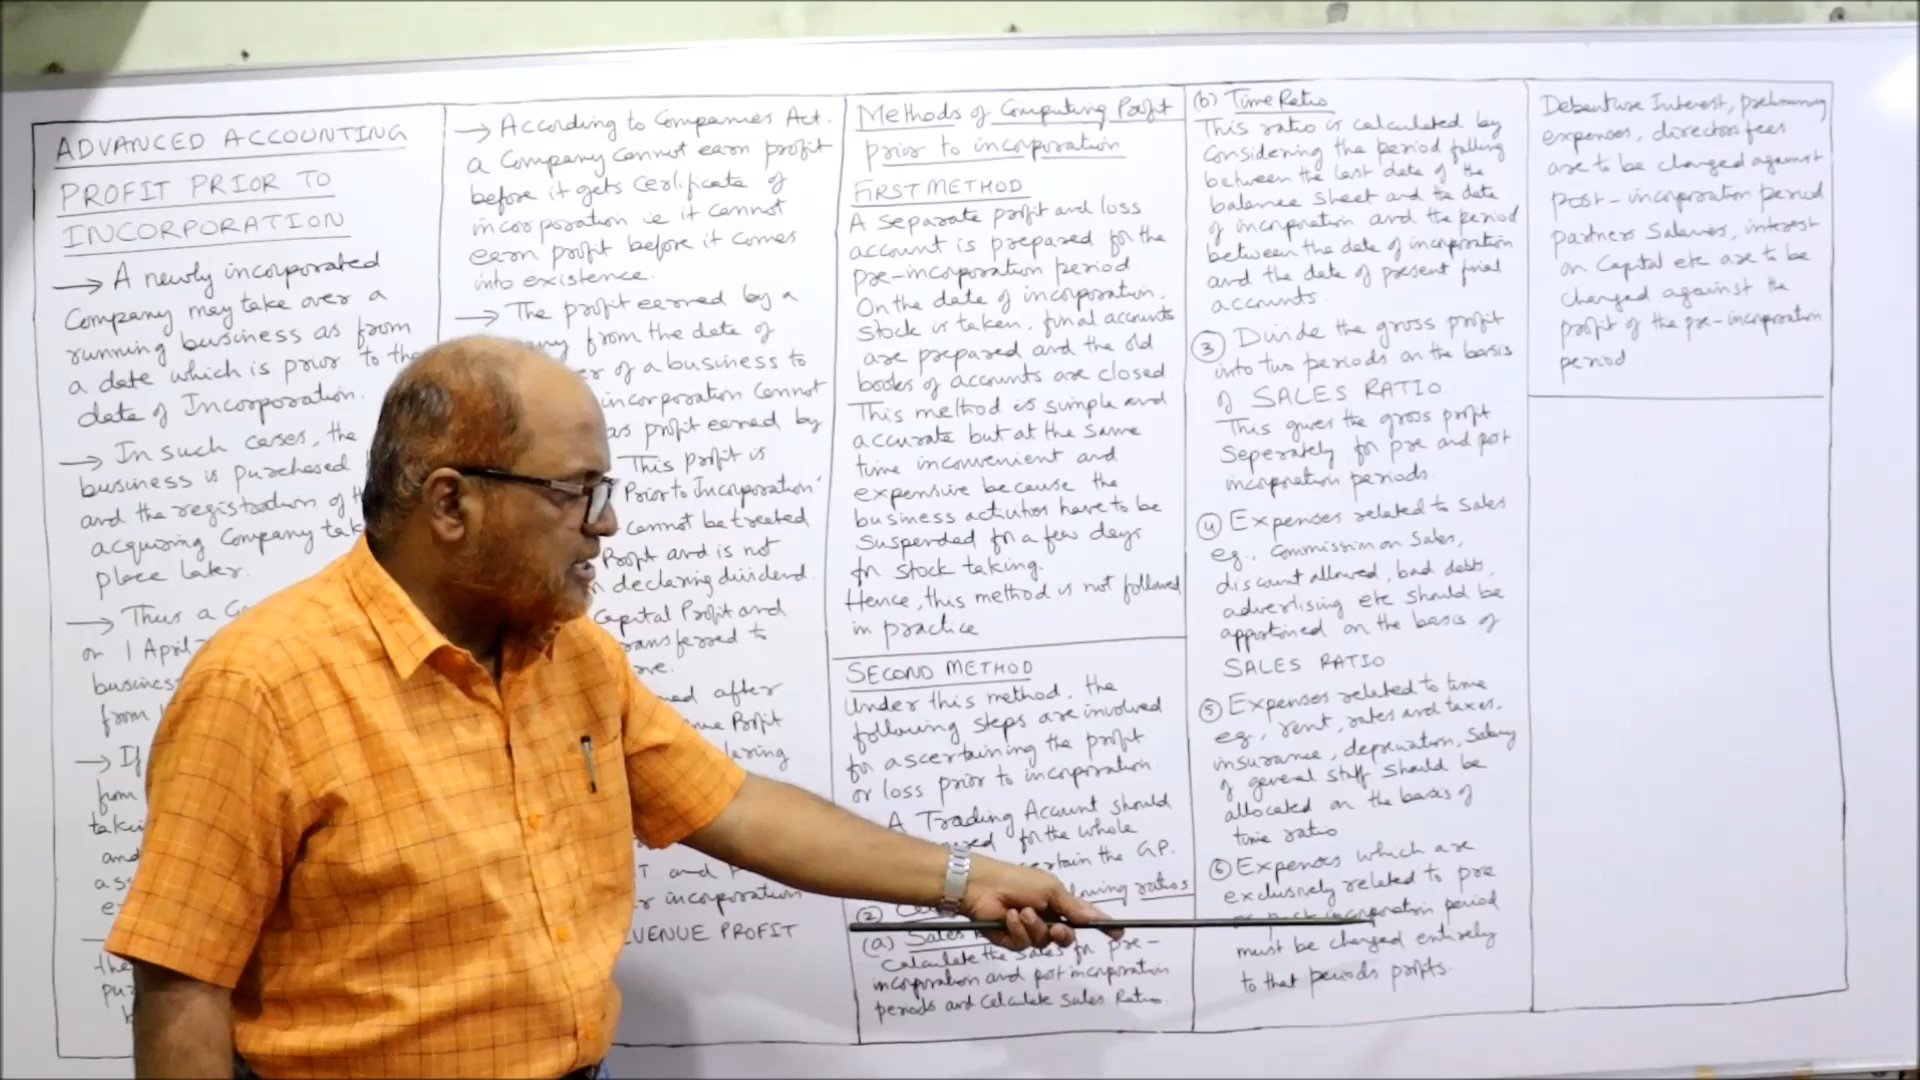 ADVANCED ACCOUNTING
PROFIT PRIOR TO
INCORPORATION
→ A newly incorporated
Company may take over a
running business as from
a date which is prior to the
date of Incorporation.
→ In such cases, the
business is purchased
and the registration of
acquiring Company
place later.
→ Thus a
or 1 April
from
→ If
from
and
→ According to Companies Act.
a Company cannot earn profit
before it gets Certificate of
incorporation ie it cannot
earn profit before it comes
into existence.
→ The profit earned by a
from the date of
of a business to
incorporation cannot
as profit earned by
This profit is
Prior to Incorporation'
cannot be treated
Profit and is not
declaring dividend.
Capital Profit and
after
Profit
and
incorporation
PROFIT
Methods of Computing Profit
prior to incorporation
FIRST METHOD
A separate profit and loss
account is prepared for the
pre-incorporation period.
On the date of incorporation,
stock is taken, final accounts
are prepared and the old
books of accounts are closed
This method is simple and
accurate but at the same
time inconvenient and
expensive because the
business activities have to be
suspended for a few days
for stock taking.
Hence, this method is not followed
in practice
SECOND METHOD
Under this method, the
following steps are involved
for ascertaining the profit
or loss prior to incorporation
A Trading Account should
for the whole
the G.P.
ratios
(a) Sales
Calculate the Sales for pre-
incorporation and post incorporation
periods and Calculate Sales Ratio.
(b) Time Ratio
This ratio is calculated by
Considering the period falling
between the last date of the
balance sheet and the date
of incorporation and the period
between the date of incorporation
and the date of present final
accounts
③ Divide the gross profit
into two periods on the basis
of SALES RATIO
This gives the gross profit
Seperately for pre and post
incorporation periods.
④ Expenses related to Sales
eg., Commission on Sales,
discount allowed, bad debts,
advertising etc should be
apportioned on the basis of
SALES RATIO
⑤ Expenses related to time
eg, rent, rates and taxes,
insurance, depreciation, Salary
of general staff should be
allocated on the basis of
time ratio
⑥ Expenses which are
exclusively related to pre
or post incorporation period
must be charged entirely
to that periods profits.
Debenture Interest, preliminary
expenses, directors fees
are to be charged against
post-incorporation period
partners Salaries, interest
on Capital etc are to be
charged against the
profit of the pre-incorporation
period